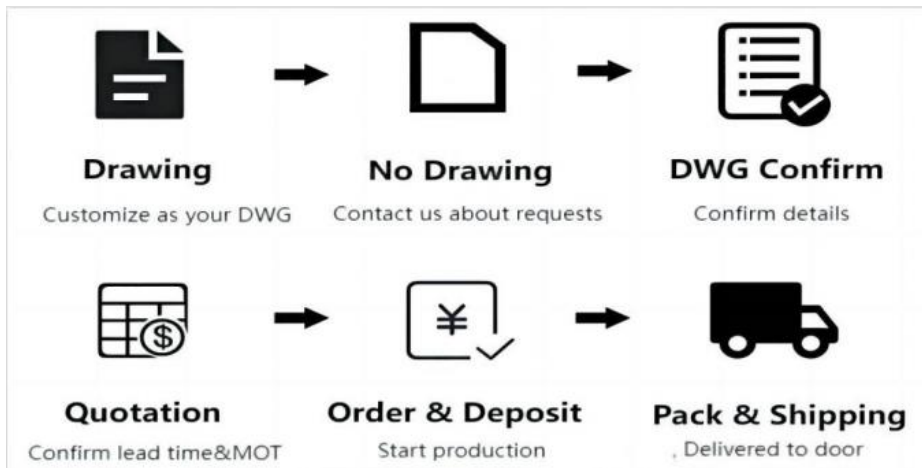 Drawing
No Drawing
DWG Confirm
Customize as your DWG
Contact us about requests
Confirm details
$
¥
Quotation
Order & Deposit
Pack & Shipping
Confirm lead time&MOT
Start production
, Delivered to door